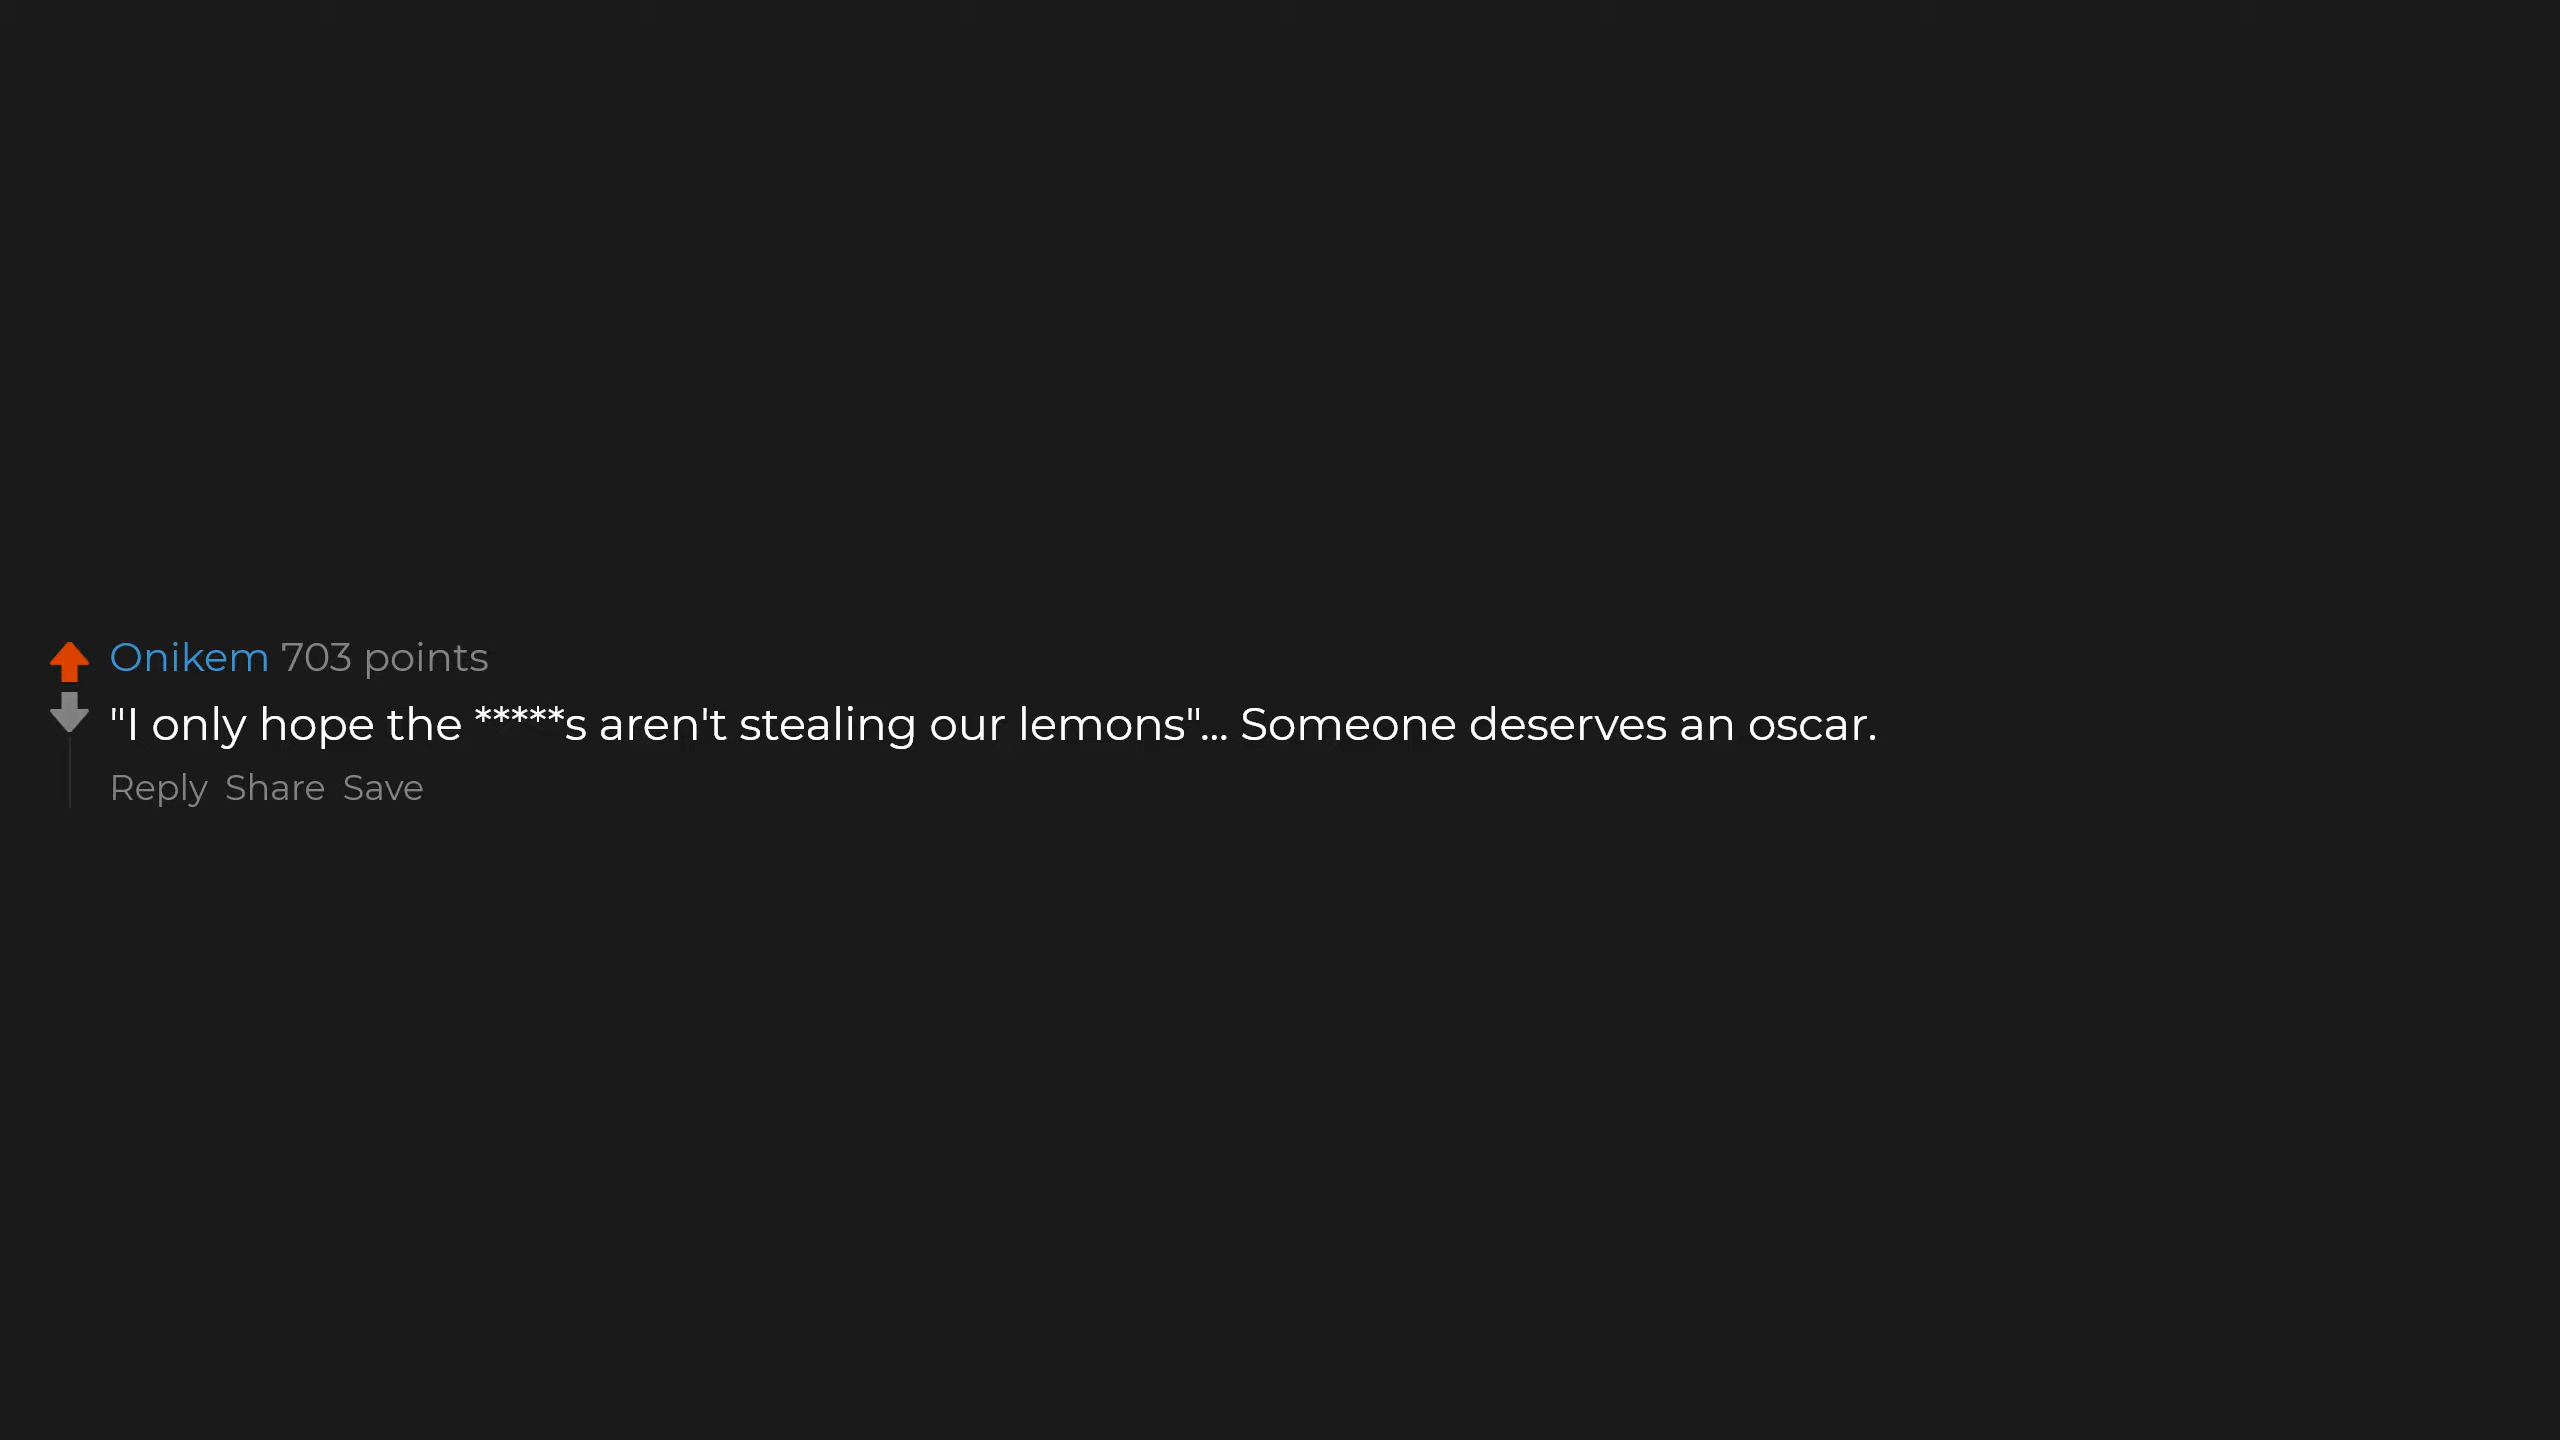 Onikem 703 points
"I only hope the *****s aren't stealing our lemons"... Someone deserves an oscar.
Reply Share Save